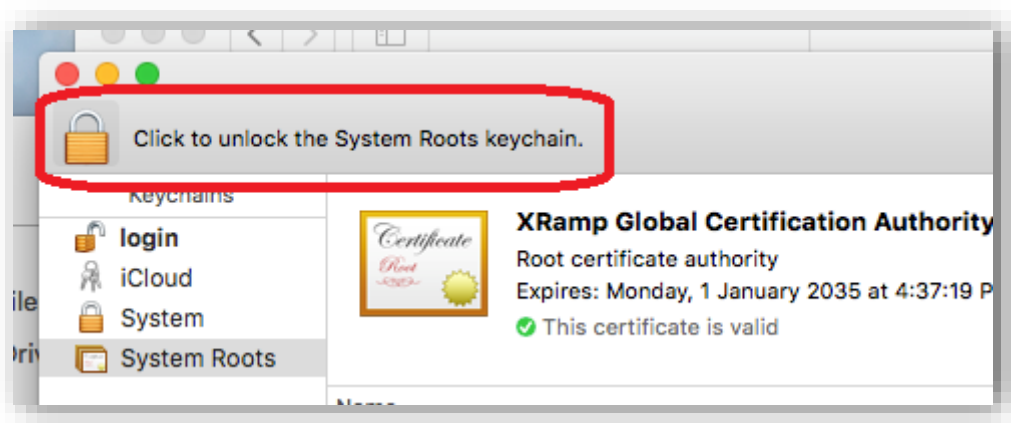 Click to unlock the System Roots keychain.
Keychains
login
iCloud
System
System Roots
Certificate
Root
XRamp Global Certification Authority
Root certificate authority
Expires: Monday, 1 January 2035 at 4:37:19 P
This certificate is valid
Name